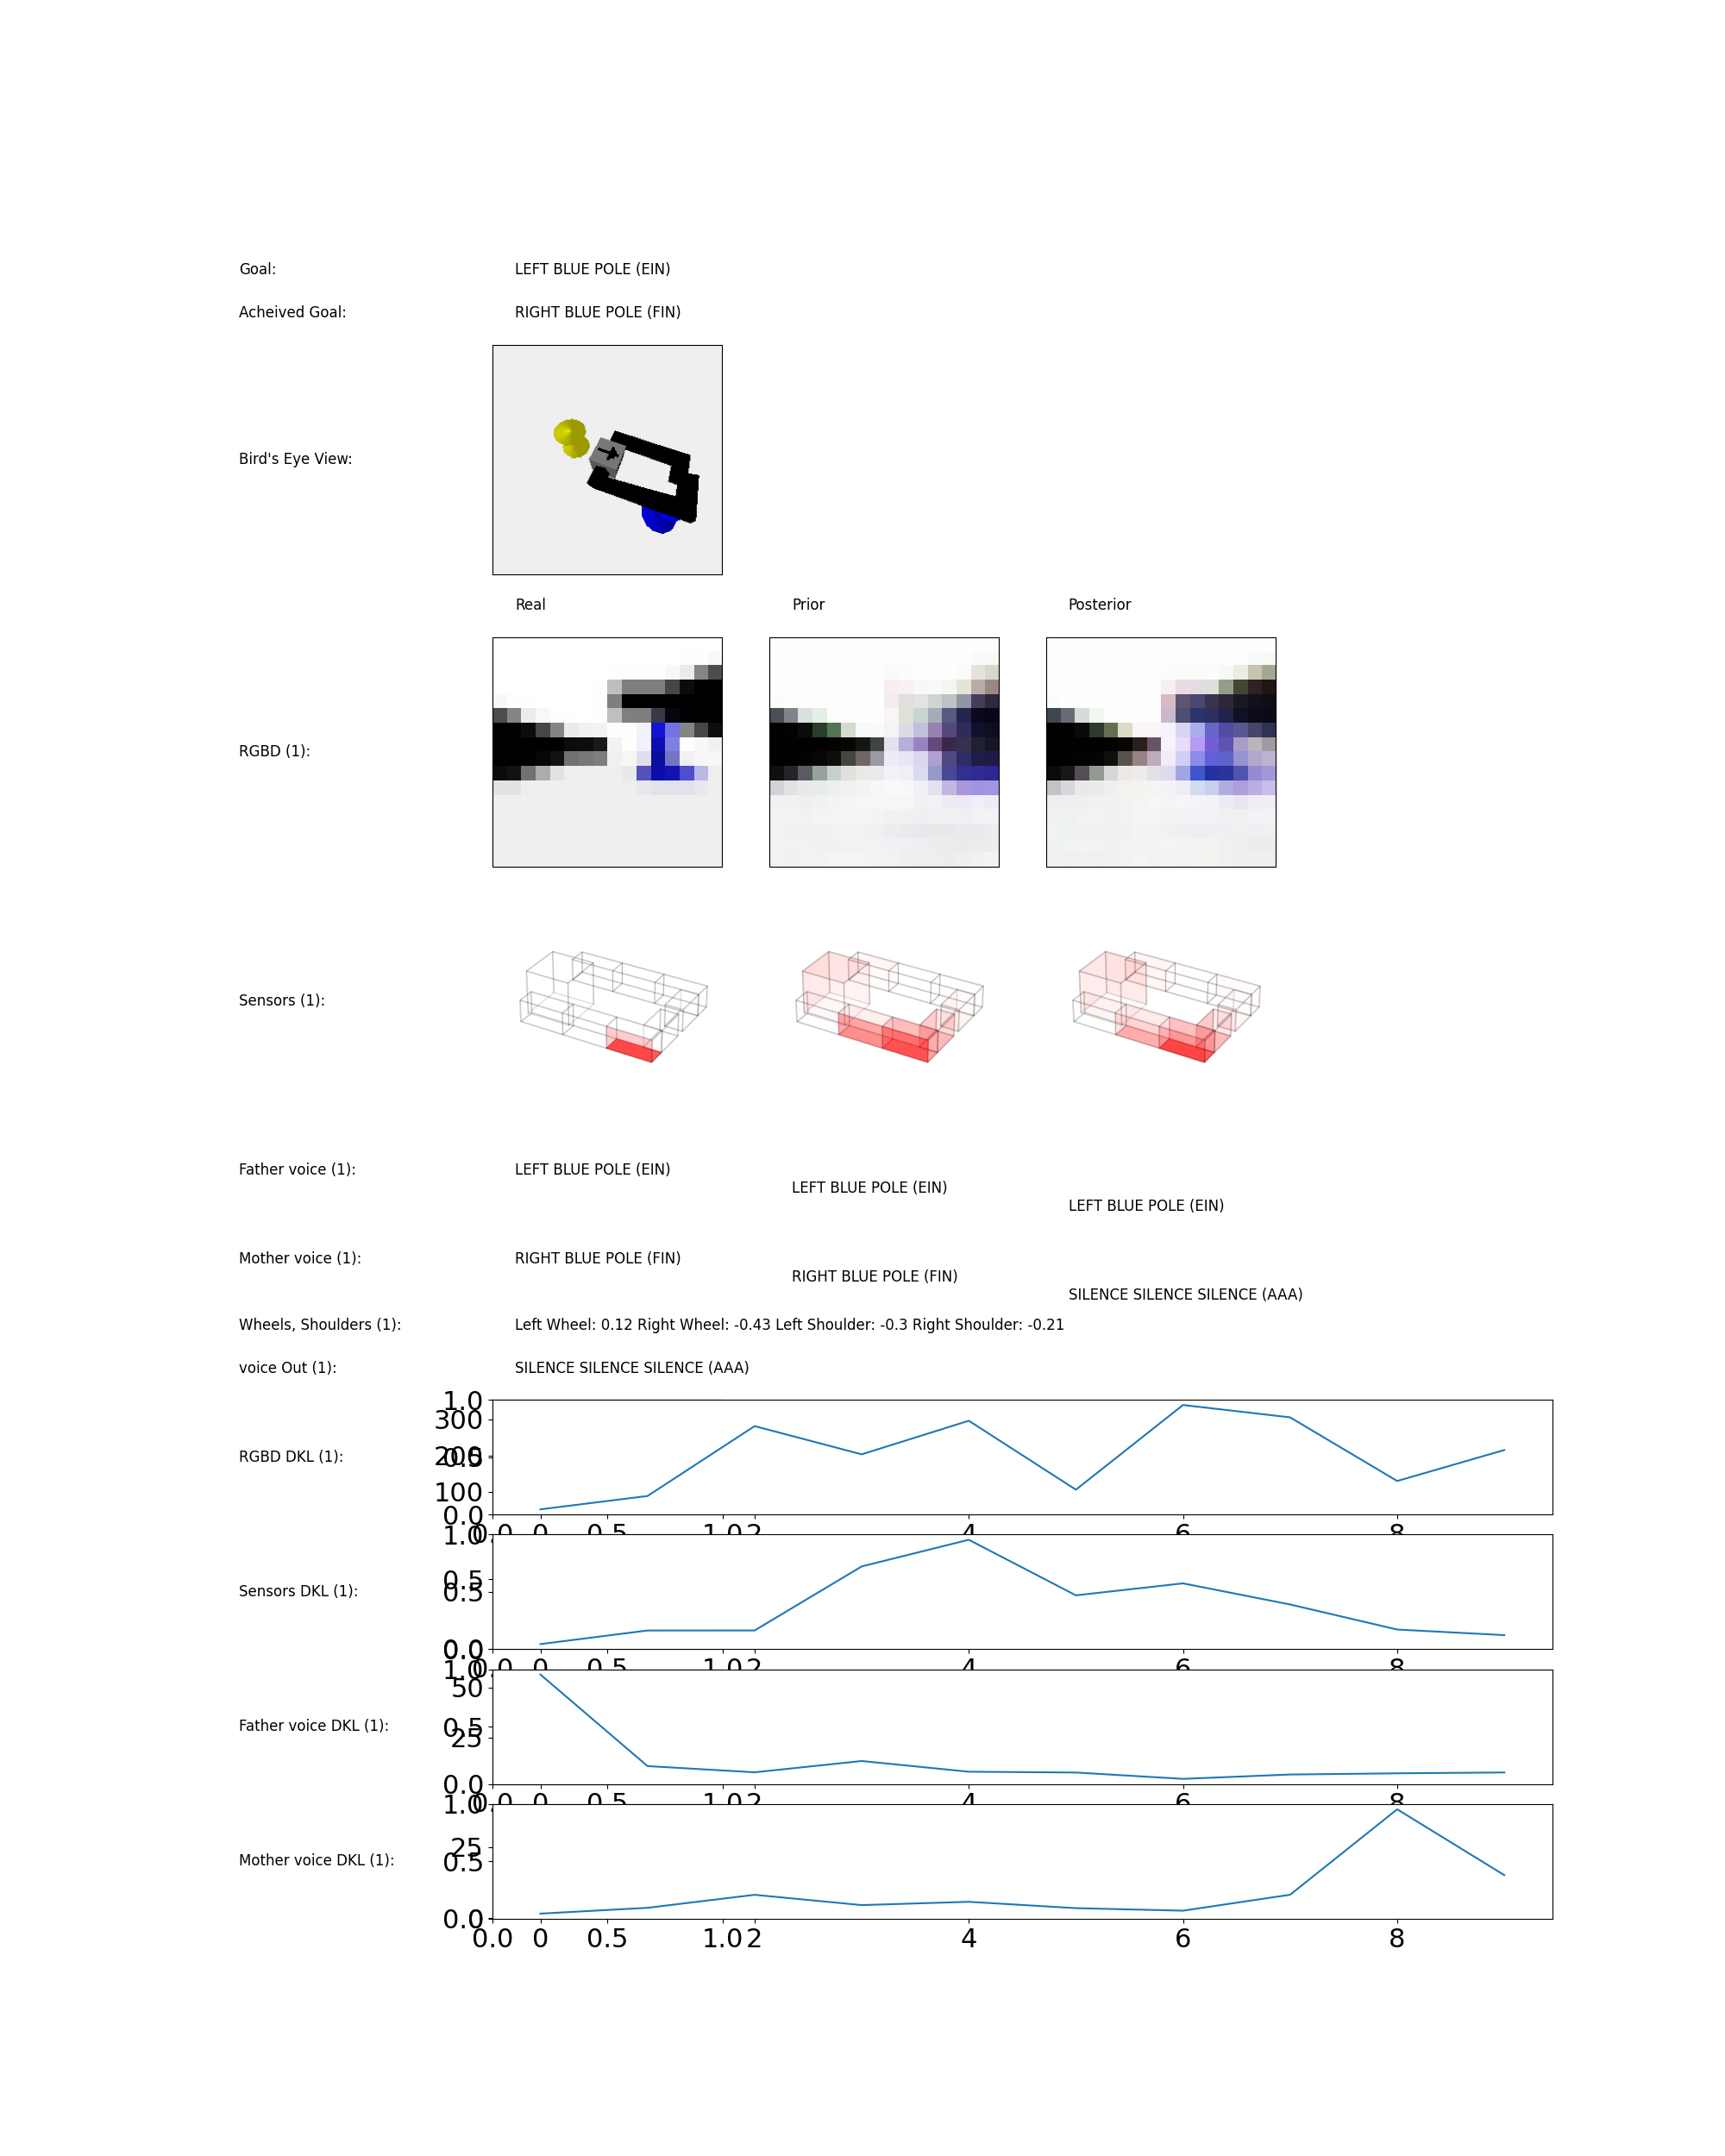 Goal: LEFT BLUE POLE (EIN)
Acheived Goal: RIGHT BLUE POLE (FIN)
Bird's Eye View:
Real Prior Posterior
RGBD (1):
Sensors (1):
Father voice (1): LEFT BLUE POLE (EIN)
LEFT BLUE POLE (EIN)
LEFT BLUE POLE (EIN)
Mother voice (1): RIGHT BLUE POLE (FIN)
RIGHT BLUE POLE (FIN)
SILENCE SILENCE SILENCE (AAA)
Wheels, Shoulders (1): Left Wheel: 0.12 Right Wheel: -0.43 Left Shoulder: -0.3 Right Shoulder: -0.21
voice Out (1): SILENCE SILENCE SILENCE (AAA)
1.0
300
RGBD DKL (1): 200 0.5
100
0.0
0.0 0 0.5 1.0 2 4 6 8
1.0
0.5
Sensors DKL (1): 0.5
0.0 0.0
0.0 0 0.5 1.0 2 4 6 8
1.0
50
Father voice DKL (1): 0.5
25
0.0
0.0 0 0.5 1.0 2 4 6 8
1.0
25
Mother voice DKL (1): 0.5
0.0 0
0.0 0 0.5 1.0 2 4 6 8